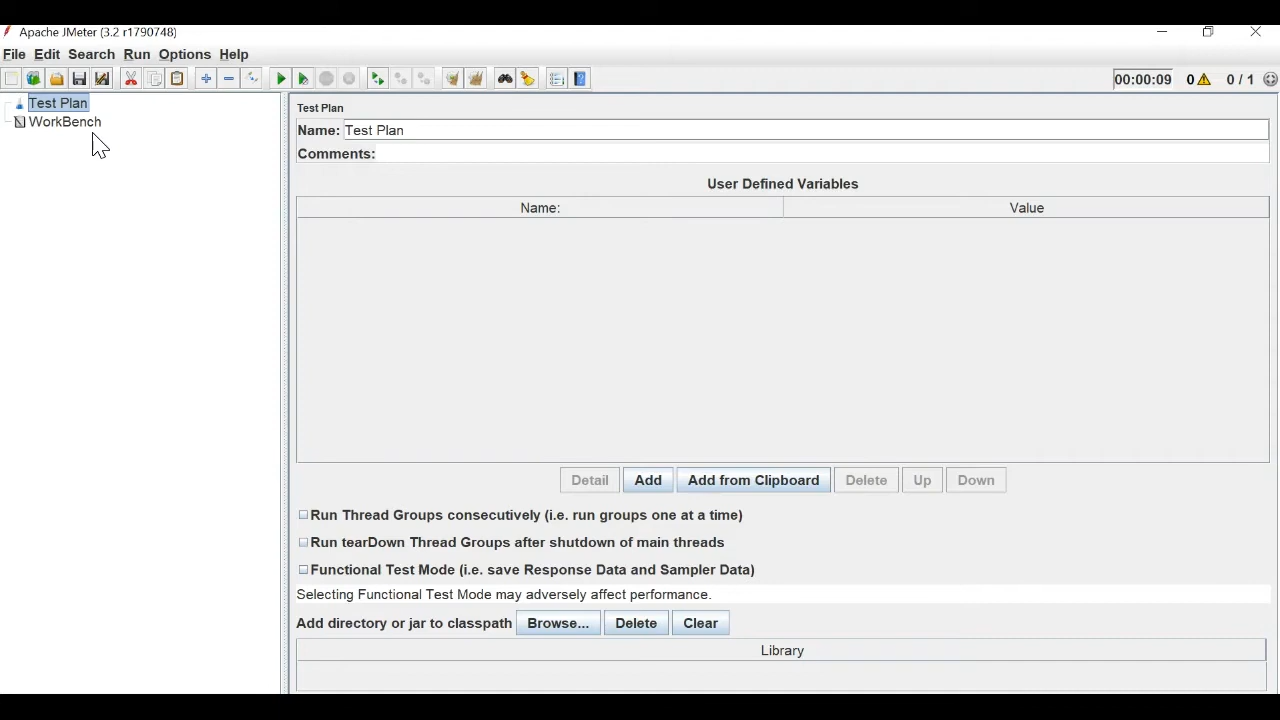 Apache JMeter (3.2 r1790748)
File Edit Search Run Options Help
00:00:09 0 0 / 1
Test Plan
WorkBench
Test Plan
Name: Test Plan
Comments:
User Defined Variables
Name: Value
Detail Add Add from Clipboard Delete Up Down
Run Thread Groups consecutively (i.e. run groups one at a time)
Run tearDown Thread Groups after shutdown of main threads
Functional Test Mode (i.e. save Response Data and Sampler Data)
Selecting Functional Test Mode may adversely affect performance.
Add directory or jar to classpath Browse... Delete Clear
Library